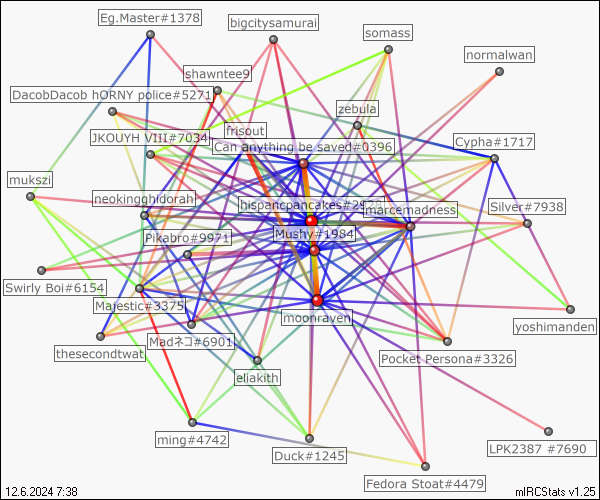 Eg.Master#1378
bigcitysamurai
somass
normalwan
shawntee9
DacobDacob hORNY police#5271
zebula
frisout
JKOUYH VIII#7034
Can anything be saved#0396
Cypha#1717
mukszi
neokingghidorah
hispancpancakes#2926
marcemadness
Silver#7938
Pikabro#9971
Mushy#1984
Swirly Boi#6154
Majestic#3375
moonraven
yoshimanden
thesecondtwat
Madネコ#6901
Pocket Persona#3326
eliakith
ming#4742
Duck#1245
LPK2387 #7690
Fedora Stoat#4479
12.6.2024 7:38
mIRCStats v1.25